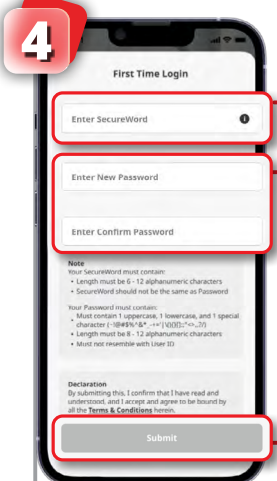 4
First Time Login
Enter SecureWord
Enter New Password
Enter Confirm Password
Note
Your SecureWord must contain:
• Length must be 6 - 12 alphanumeric characters
• SecureWord should not be the same as Password
Your Password must contain:
• Must contain 1 uppercase, 1 lowercase, and 1 special
character
• Length must be 8 - 12 alphanumeric characters
• Must not resemble with User ID
Declaration
By submitting this, I confirm that I have read and
understood, and I accept and agree to be bound by
all the Terms & Conditions herein.
Submit